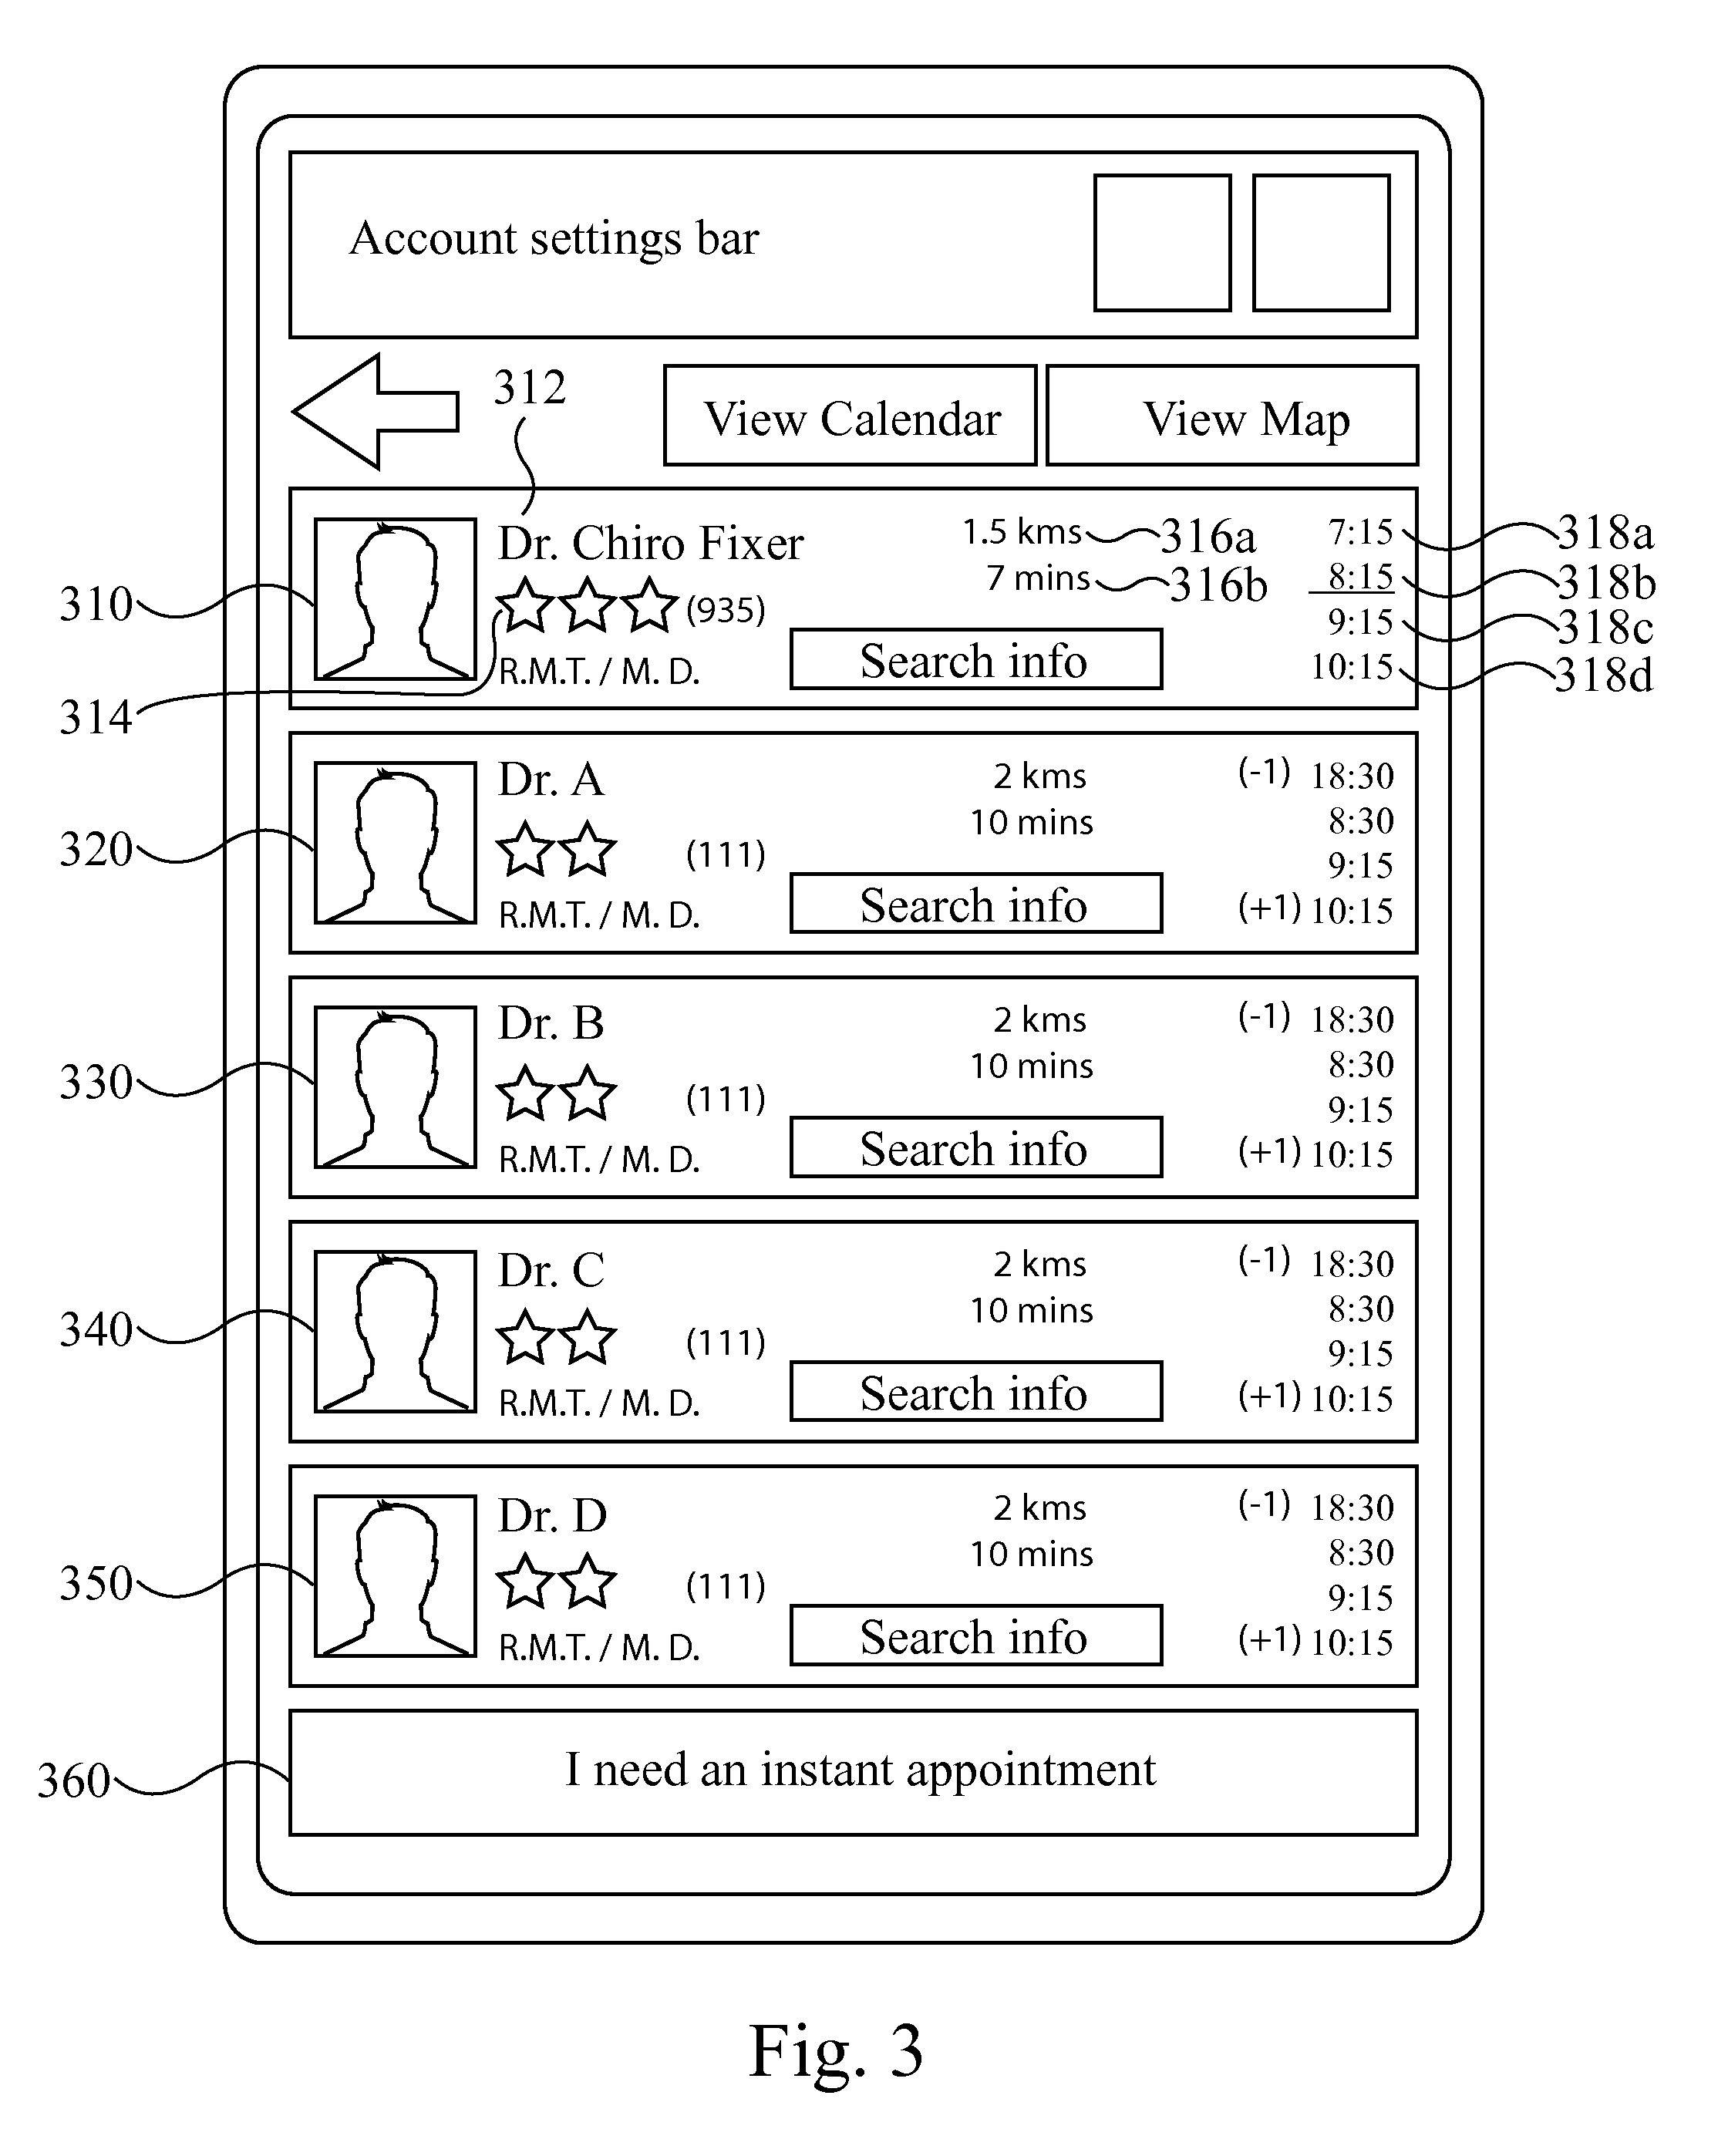 Account settings bar
312
View Calendar
View Map
310
Dr. Chiro Fixer
(935)
R.M.T. / M. D.
314
1.5 kms
316a
7 mins
316b
Search info
7:15
318a
8:15
318b
9:15
318c
10:15
318d
320
Dr. A
(111)
R.M.T. / M. D.
2 kms
10 mins
Search info
(-1) 18:30
8:30
9:15
(+1) 10:15
330
Dr. B
(111)
R.M.T. / M. D.
2 kms
10 mins
Search info
(-1) 18:30
8:30
9:15
(+1) 10:15
340
Dr. C
(111)
R.M.T. / M. D.
2 kms
10 mins
Search info
(-1) 18:30
8:30
9:15
(+1) 10:15
350
Dr. D
(111)
R.M.T. / M. D.
2 kms
10 mins
Search info
(-1) 18:30
8:30
9:15
(+1) 10:15
360
I need an instant appointment
Fig. 3